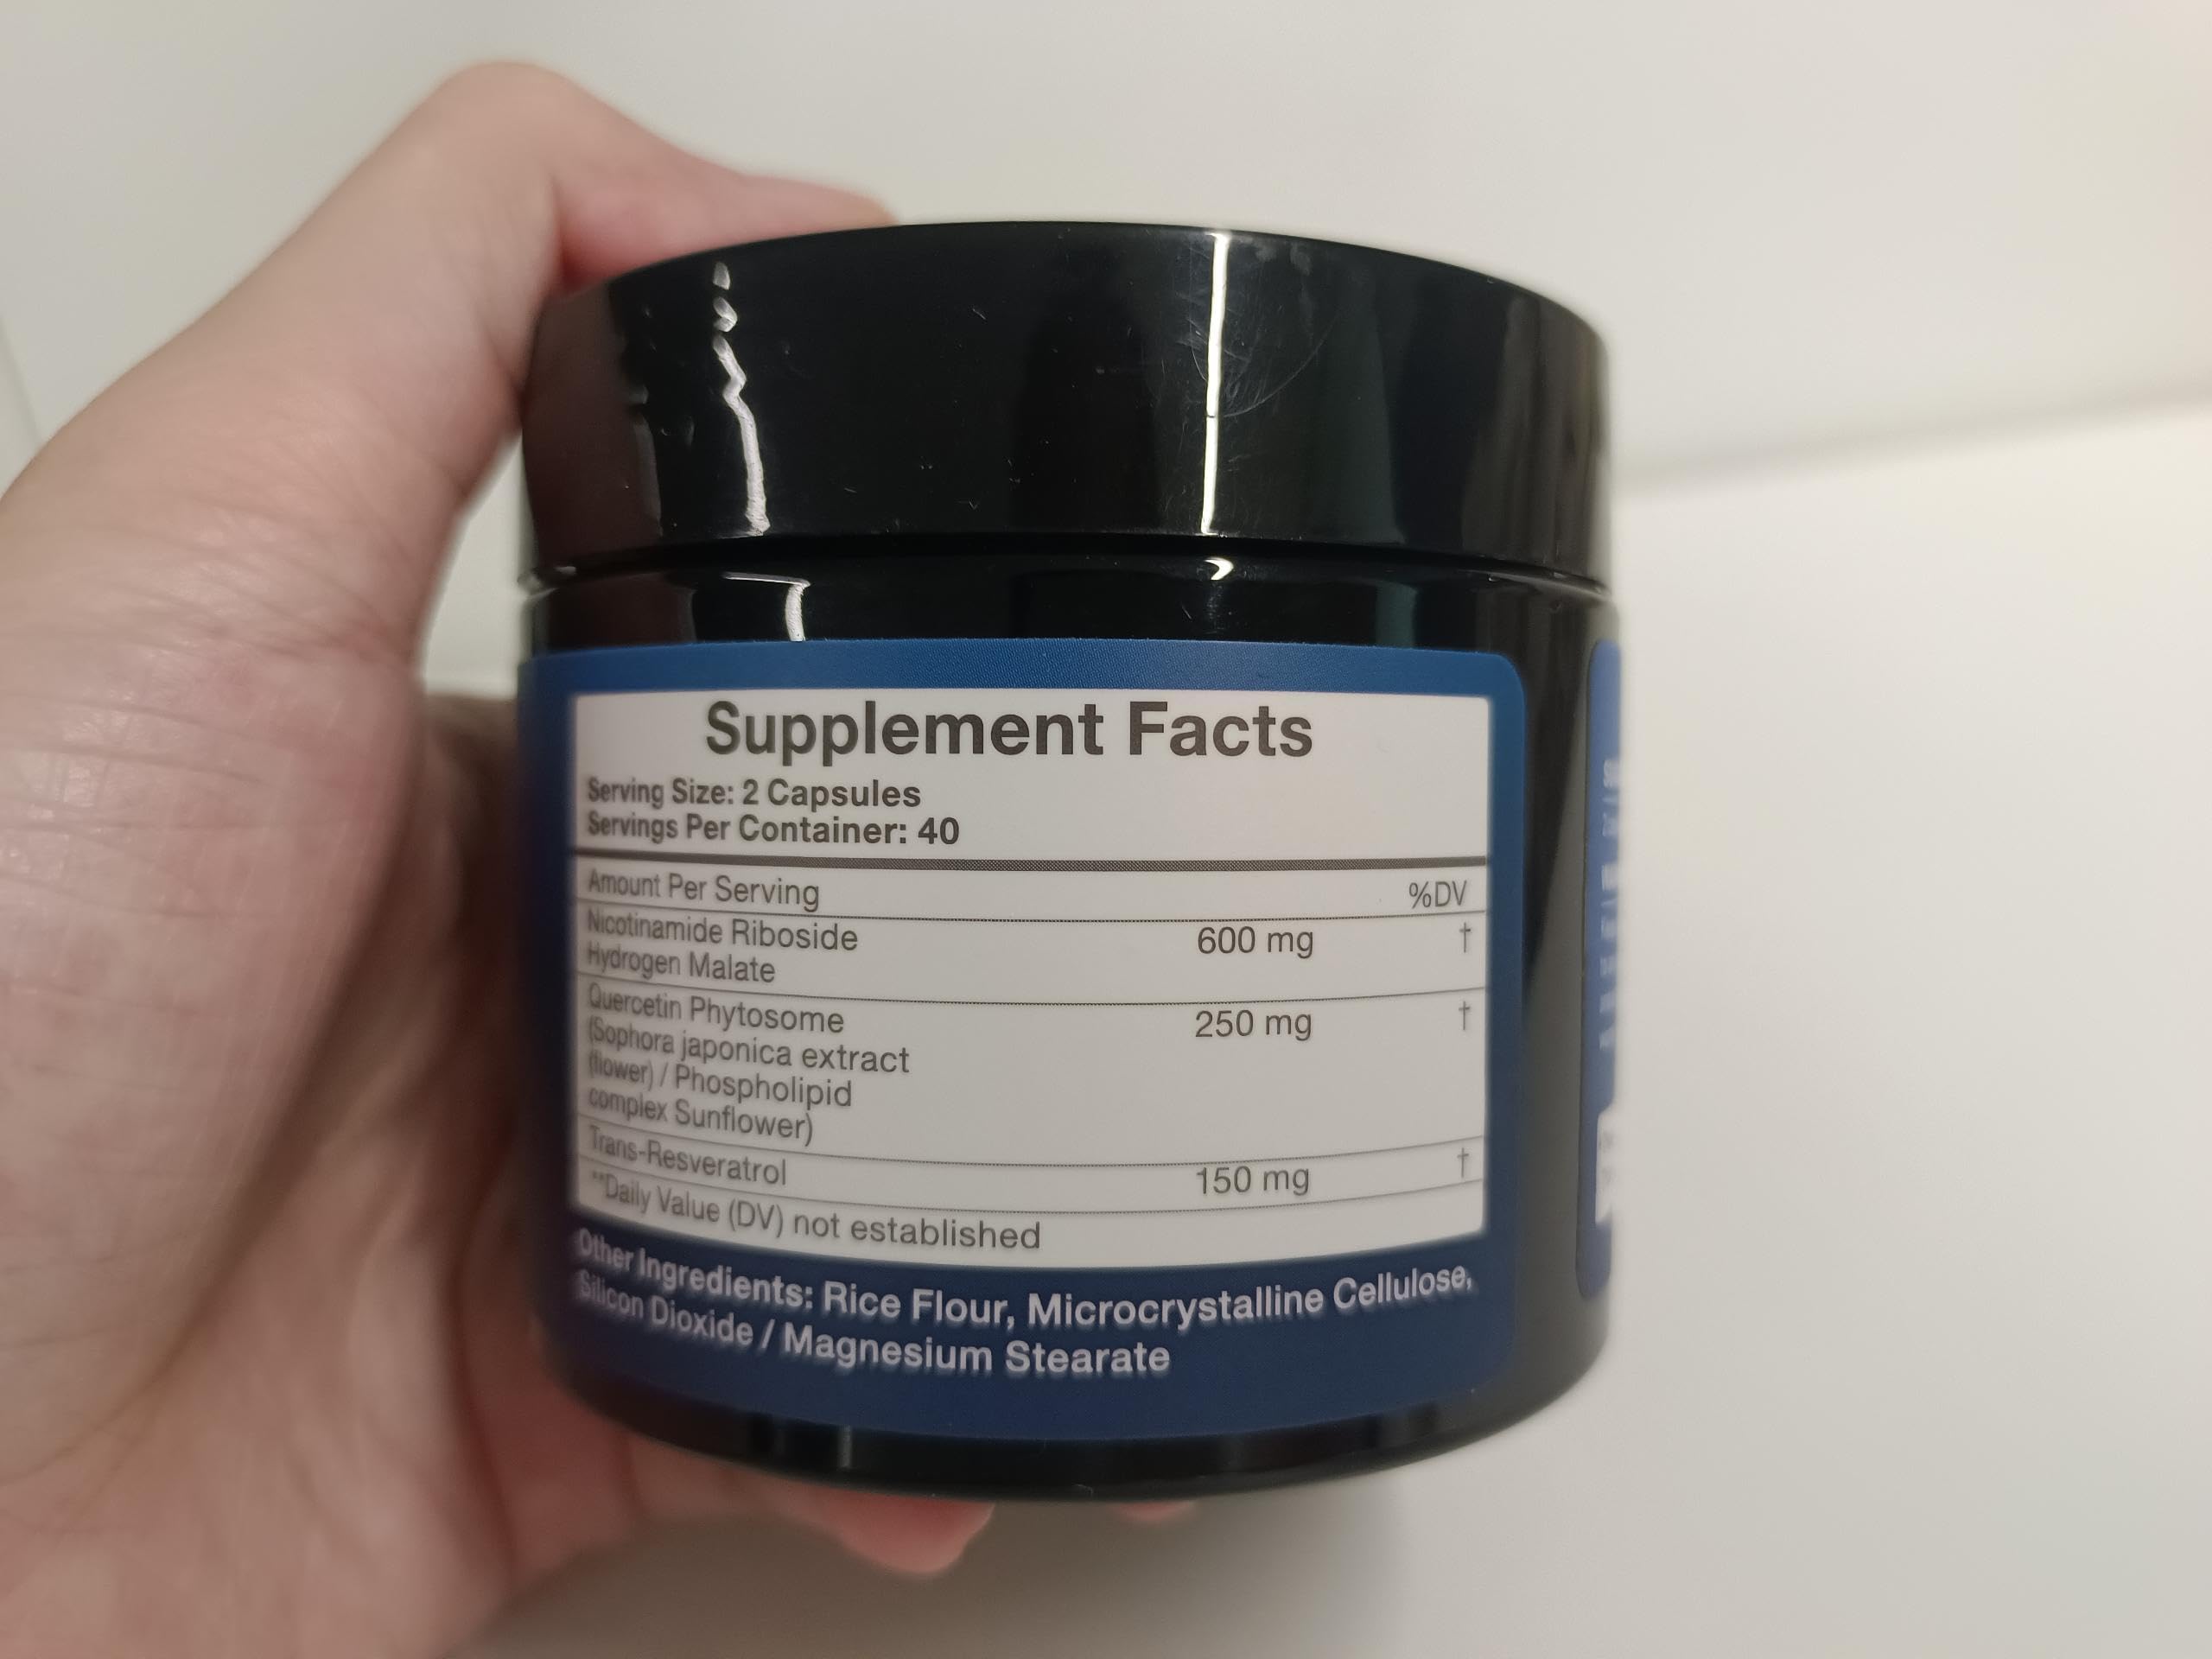 Supplement Facts
Serving Size: 2 Capsules
Servings Per Container: 40
Amount Per Serving %DV
Nicotinamide Riboside 600 mg †
Hydrogen Malate
Quercetin Phytosome 250 mg †
(Sophora japonica extract
(flower) / Phospholipid
complex Sunflower)
Trans-Resveratrol 150 mg †
**Daily Value (DV) not established
Other Ingredients: Rice Flour, Microcrystalline Cellulose,
Silicon Dioxide / Magnesium Stearate